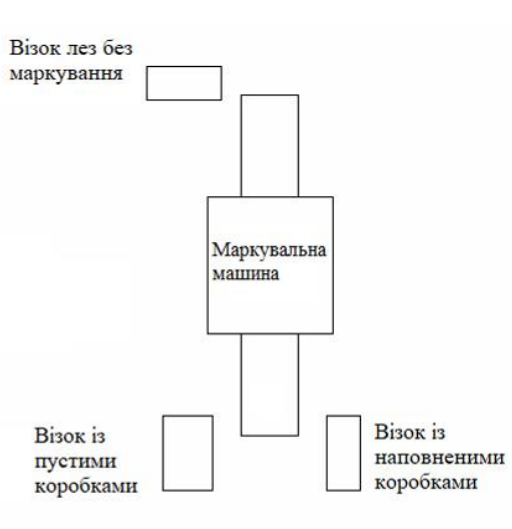 Візок лез без
маркування
Маркувальна
машина
Візок із
пустими
коробками
Візок із
наповненими
коробками